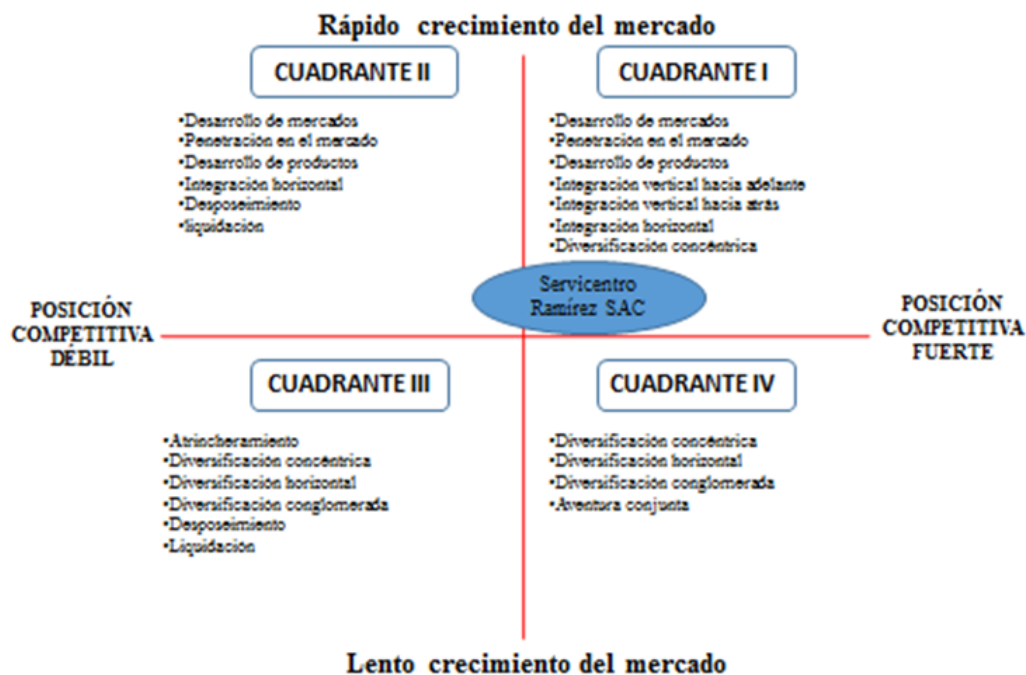 Rápido crecimiento del mercado
CUADRANTE II
•Desarrollo de mercados
•Penetración en el mercado
•Desarrollo de productos
•Integración horizontal
•Desposeimiento
•liquidación
CUADRANTE I
•Desarrollo de mercados
•Penetración en el mercado
•Desarrollo de productos
•Integración vertical hacia adelante
•Integración vertical hacia atrás
•Integración horizontal
•Diversificación concéntrica
Servicentro
Ramírez SAC
POSICIÓN
COMPETITIVA
DÉBIL
POSICIÓN
COMPETITIVA
FUERTE
CUADRANTE III
•Atrincheramiento
•Diversificación concéntrica
•Diversificación horizontal
•Diversificación conglomerada
•Desposeimiento
•Liquidación
CUADRANTE IV
•Diversificación concéntrica
•Diversificación horizontal
•Diversificación conglomerada
•Aventura conjunta
Lento crecimiento del mercado